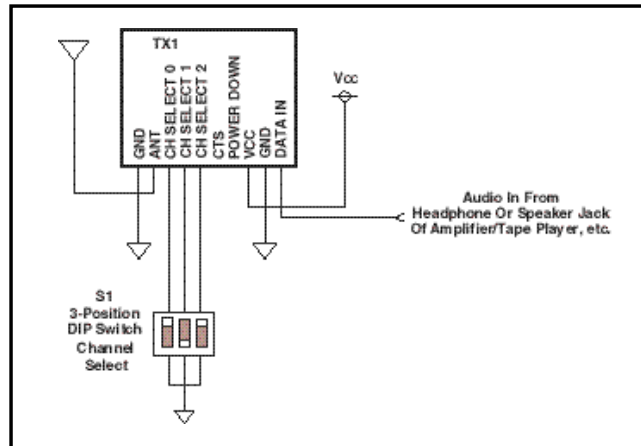 TX1
GND
ANT
CH SELECT 0
CH SELECT 1
CH SELECT 2
CTS
POWER DOWN
VCC
GND
DATA IN
Vcc
Audio In From
Headphone Or Speaker Jack
Of Amplifier/Tape Player, etc.
S1
3-Position
DIP Switch
Channel
Select